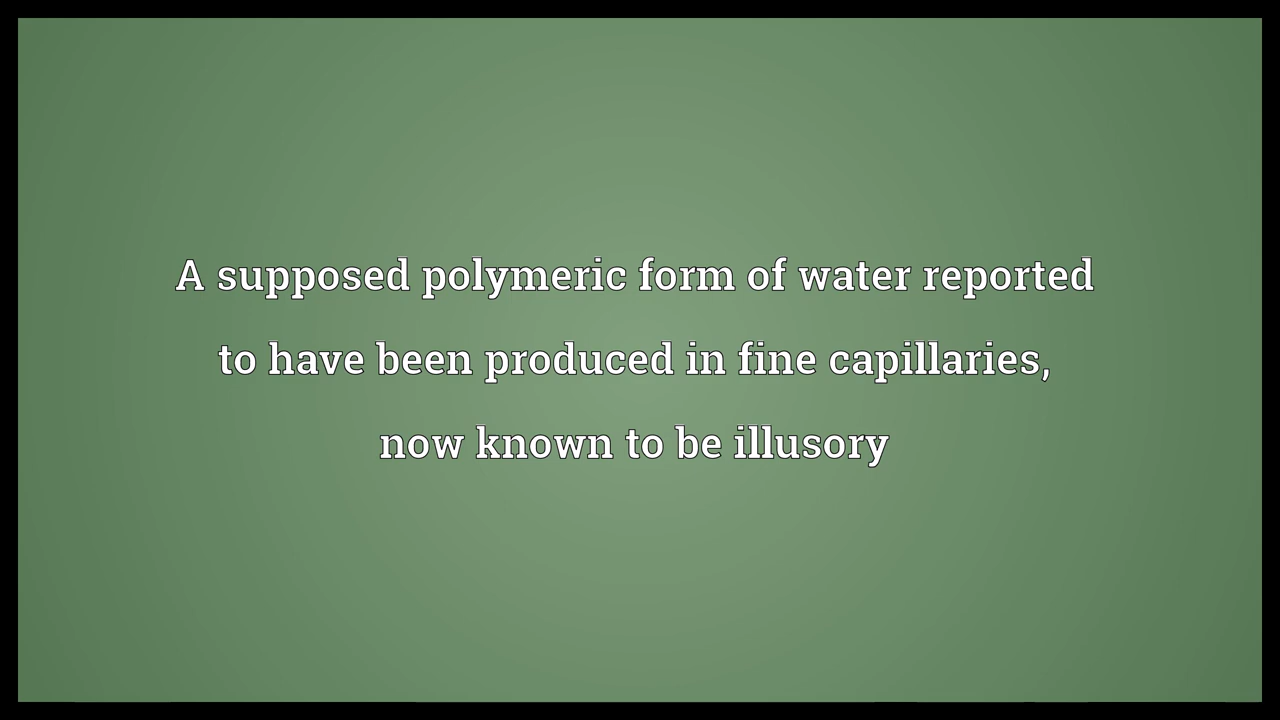 A supposed polymeric form of water reported
to have been produced in fine capillaries,
now known to be illusory